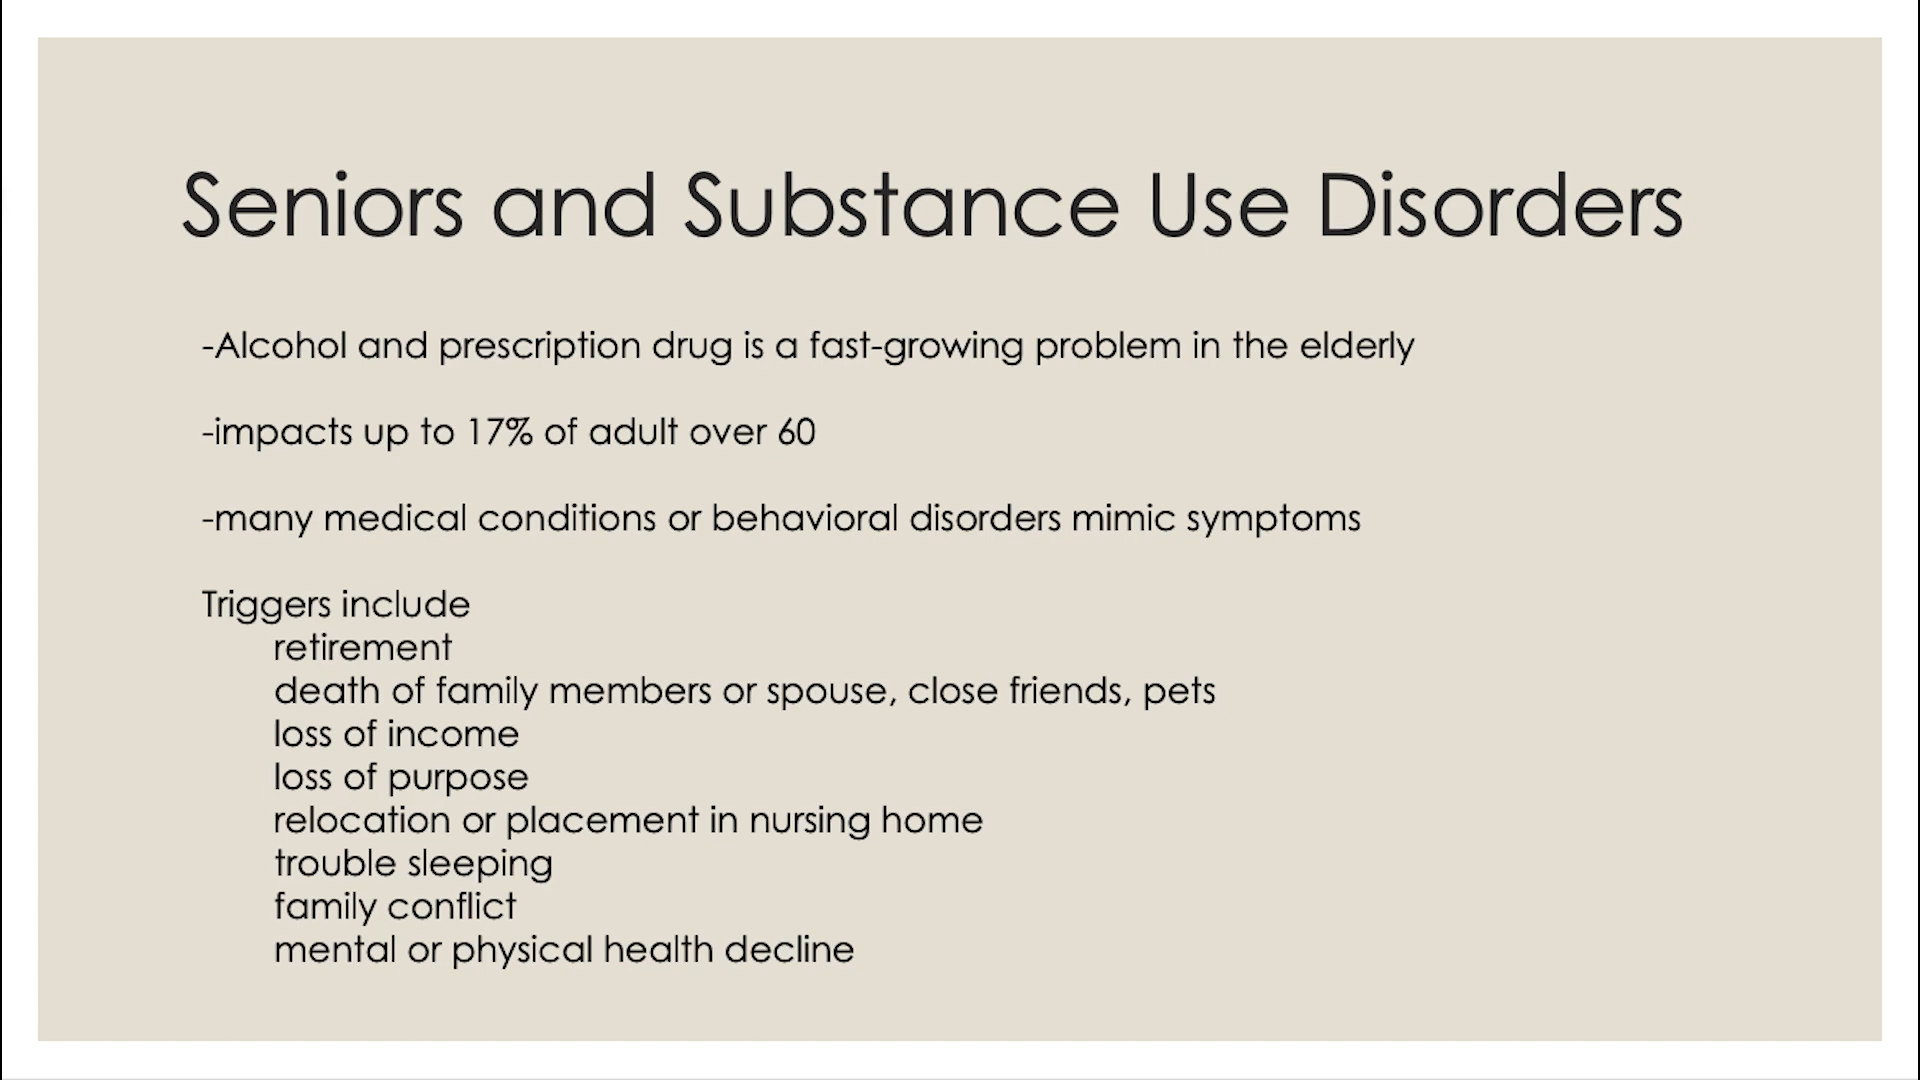 Seniors and Substance Use Disorders
-Alcohol and prescription drug is a fast-growing problem in the elderly
-impacts up to 17% of adult over 60
-many medical conditions or behavioral disorders mimic symptoms
Triggers include
retirement
death of family members or spouse, close friends, pets
loss of income
loss of purpose
relocation or placement in nursing home
trouble sleeping
family conflict
mental or physical health decline